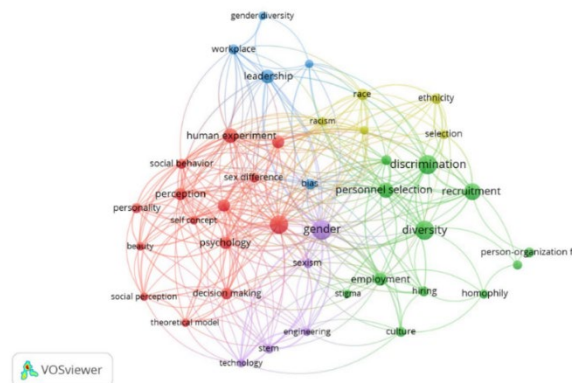 gender diversity
workplace
leadership
race
ethnicity
racism
selection
human experiment
discrimination
social behavior
sex difference
bias
personnel selection
recruitment
perception
personality
self concept
gender
diversity
beauty
psychology
person-organization f
sexism
employment
social perception
decision making
stigma
hiring
homophily
theoretical model
engineering
culture
stem
technology
VOSviewer